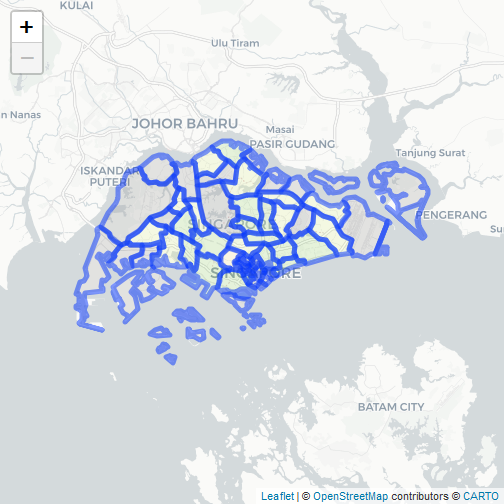 KULAI
+
−
Ulu Tiram
an Nanas
JOHOR BAHRU
Masai
PASIR GUDANG
Tanjung Surat
ISKANDAR
PUTERI
PENGERANG
SINGAPORE
BATAM CITY
Leaflet | © OpenStreetMap contributors © CARTO